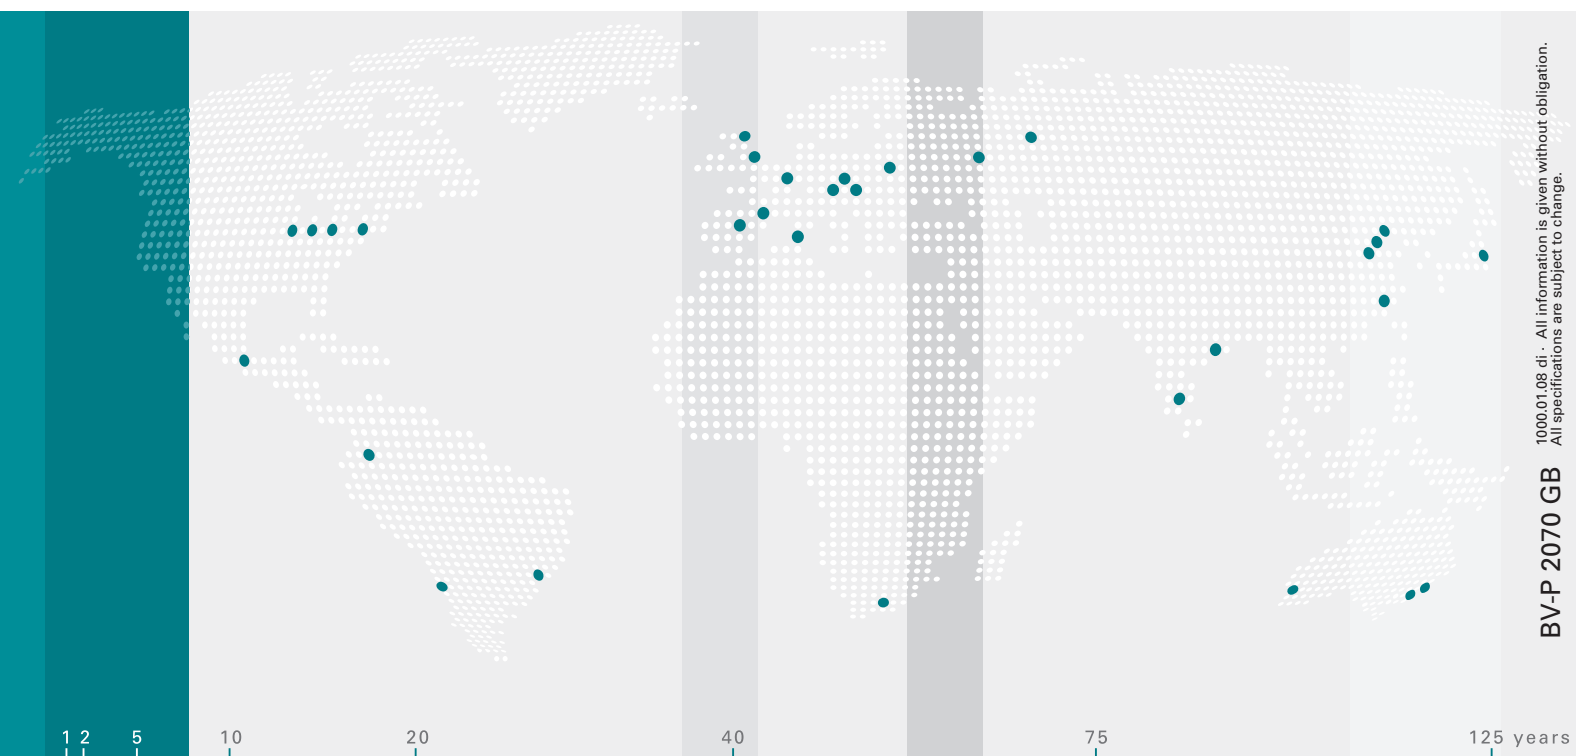 1000.01.08 di · All information is given without obligation.
All specifications are subject to change.
BV-P 2070 GB
1 2 5 10 20 40 75 125 years